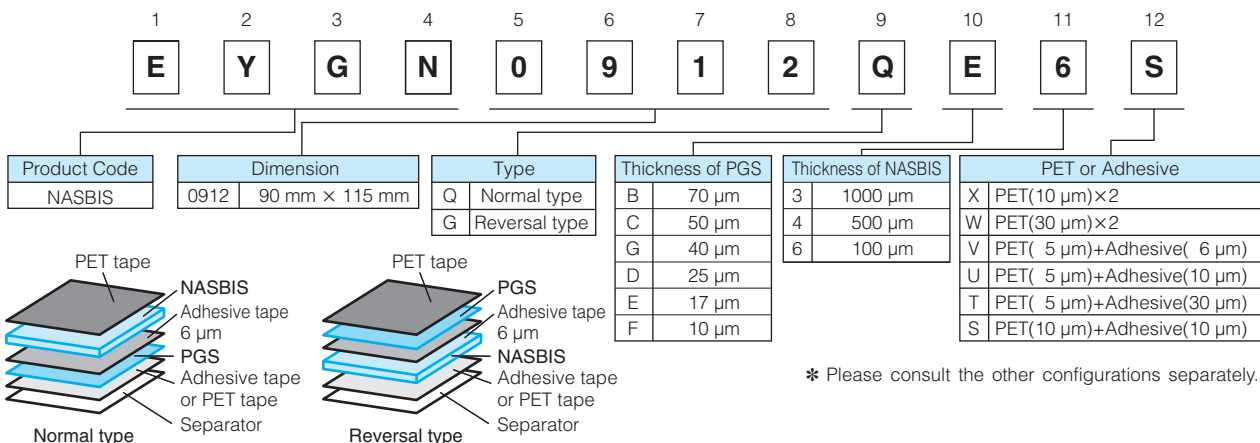 1 2 3 4 5 6 7 8 9 10 11 12
E Y G N 0 9 1 2 Q E 6 S
Product Code
NASBIS
Dimension
0912 90 mm × 115 mm
Type
Q Normal type
G Reversal type
Thickness of PGS
B 70 µm
C 50 µm
G 40 µm
D 25 µm
E 17 µm
F 10 µm
Thickness of NASBIS
3 1000 µm
4 500 µm
6 100 µm
PET or Adhesive
X PET(10 µm)×2
W PET(30 µm)×2
V PET( 5 µm)+Adhesive( 6 µm)
U PET( 5 µm)+Adhesive(10 µm)
T PET( 5 µm)+Adhesive(30 µm)
S PET(10 µm)+Adhesive(10 µm)
PET tape
NASBIS
Adhesive tape
6 µm
PGS
Adhesive tape
or PET tape
Separator
Normal type
PET tape
PGS
Adhesive tape
6 µm
NASBIS
Adhesive tape
or PET tape
Separator
Reversal type
✻ Please consult the other configurations separately.